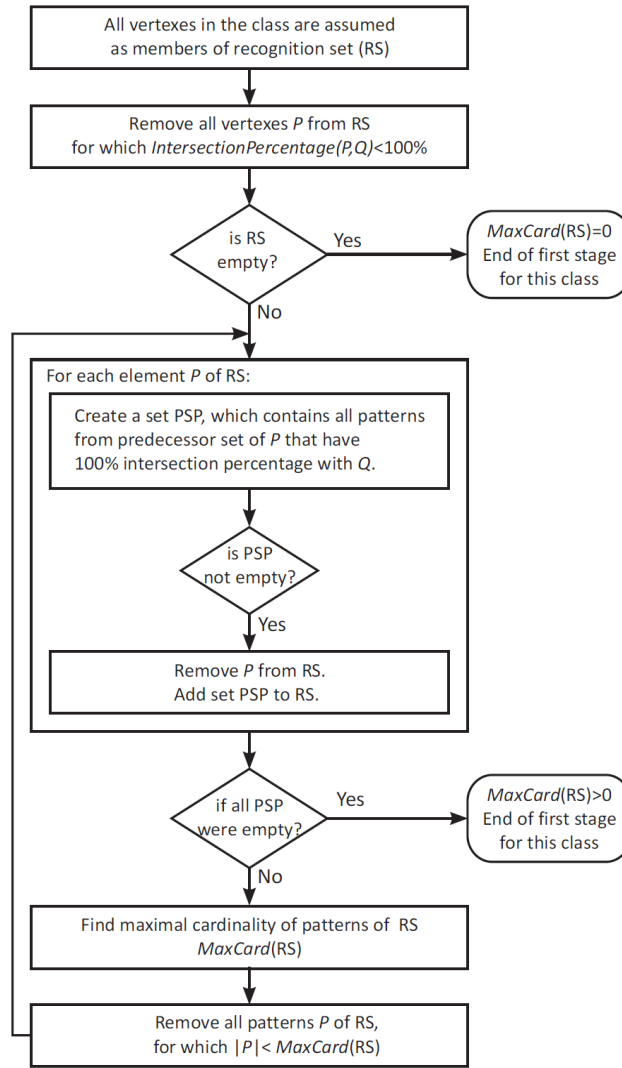 All vertexes in the class are assumed
as members of recognition set (RS)
Remove all vertexes P from RS
for which IntersectionPercentage(P,Q)<100%
is RS
empty?
Yes
MaxCard(RS)=0
End of first stage
for this class
No
For each element P of RS:
Create a set PSP, which contains all patterns
from predecessor set of P that have
100% intersection percentage with Q.
is PSP
not empty?
Yes
Remove P from RS.
Add set PSP to RS.
if all PSP
were empty?
Yes
MaxCard(RS)>0
End of first stage
for this class
No
Find maximal cardinality of patterns of RS
MaxCard(RS)
Remove all patterns P of RS,
for which |P|< MaxCard(RS)